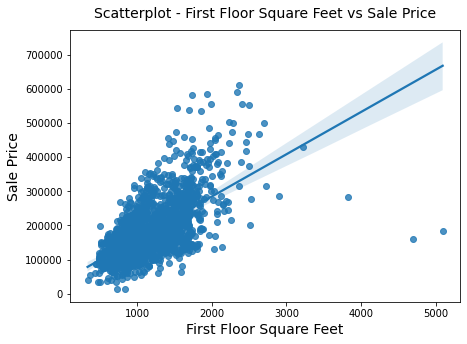 Scatterplot - First Floor Square Feet vs Sale Price
700000
600000
500000
400000
300000
200000
100000
0
Sale Price
1000 2000 3000 4000 5000
First Floor Square Feet